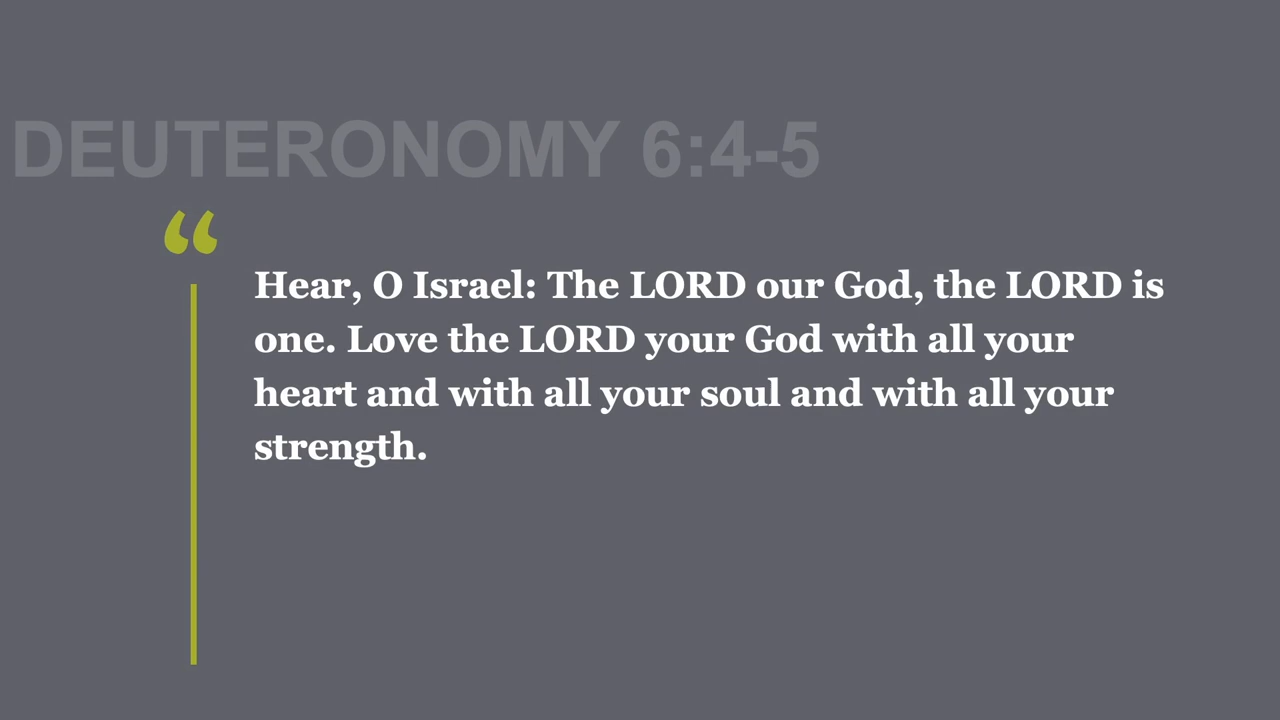 DEUTERONOMY 6:4-5
“
Hear, O Israel: The LORD our God, the LORD is
one. Love the LORD your God with all your
heart and with all your soul and with all your
strength.